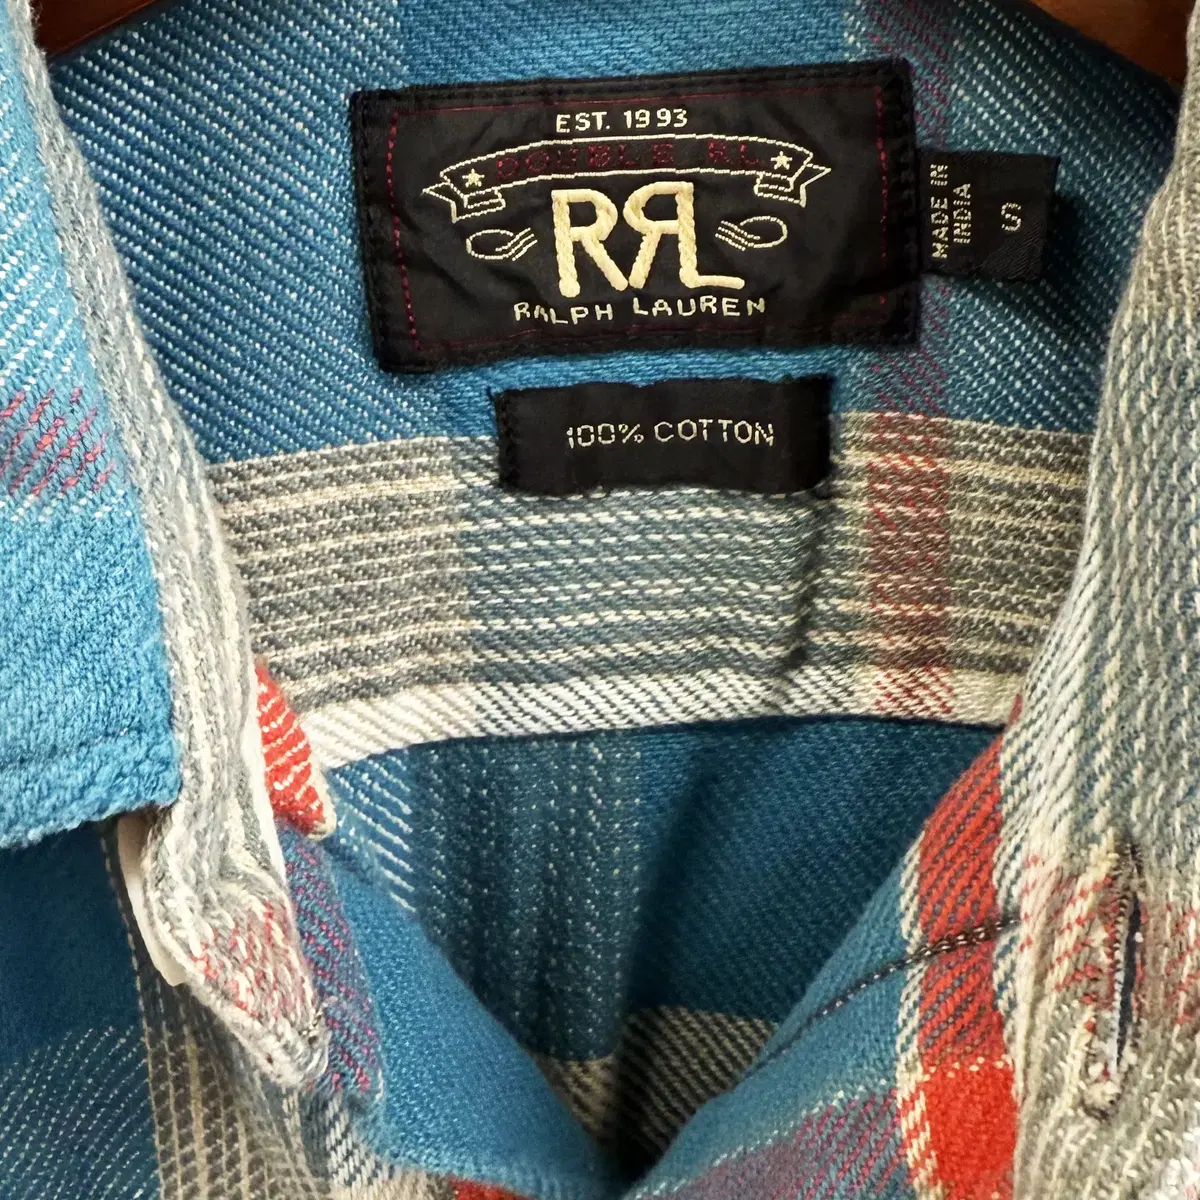 EST. 1993
DOUBLE RL
RRL
RALPH LAUREN
MADE IN
INDIA
S
100% COTTON